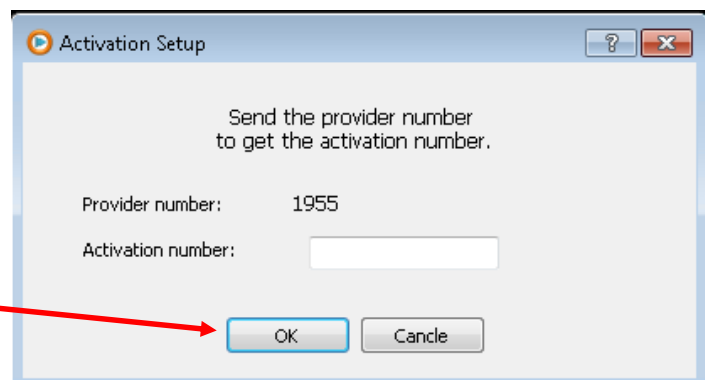 Activation Setup
Send the provider number
to get the activation number.
Provider number: 1955
Activation number:
OK Cancle